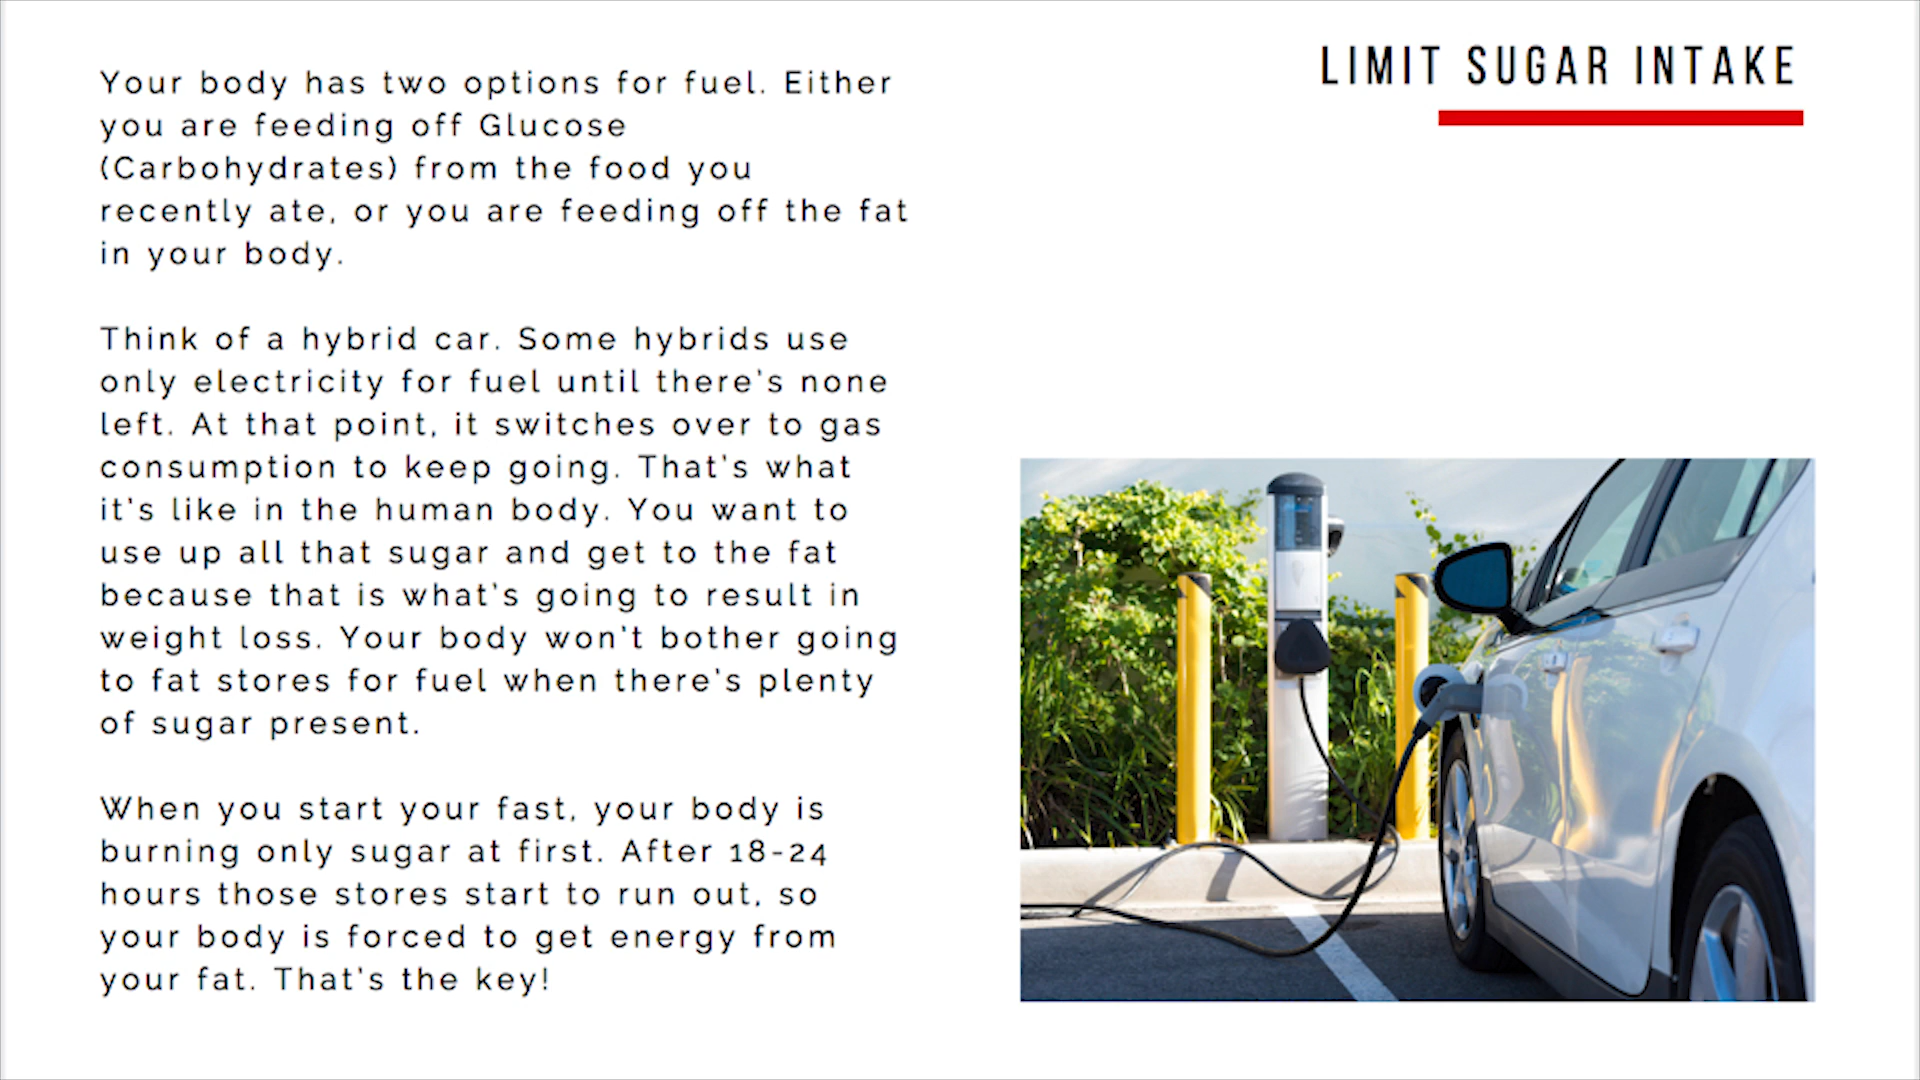 LIMIT SUGAR INTAKE
Your body has two options for fuel. Either
you are feeding off Glucose
(Carbohydrates) from the food you
recently ate, or you are feeding off the fat
in your body.
Think of a hybrid car. Some hybrids use
only electricity for fuel until there's none
left. At that point, it switches over to gas
consumption to keep going. That's what
it's like in the human body. You want to
use up all that sugar and get to the fat
because that is what's going to result in
weight loss. Your body won't bother going
to fat stores for fuel when there's plenty
of sugar present.
When you start your fast, your body is
burning only sugar at first. After 18-24
hours those stores start to run out, so
your body is forced to get energy from
your fat. That's the key!